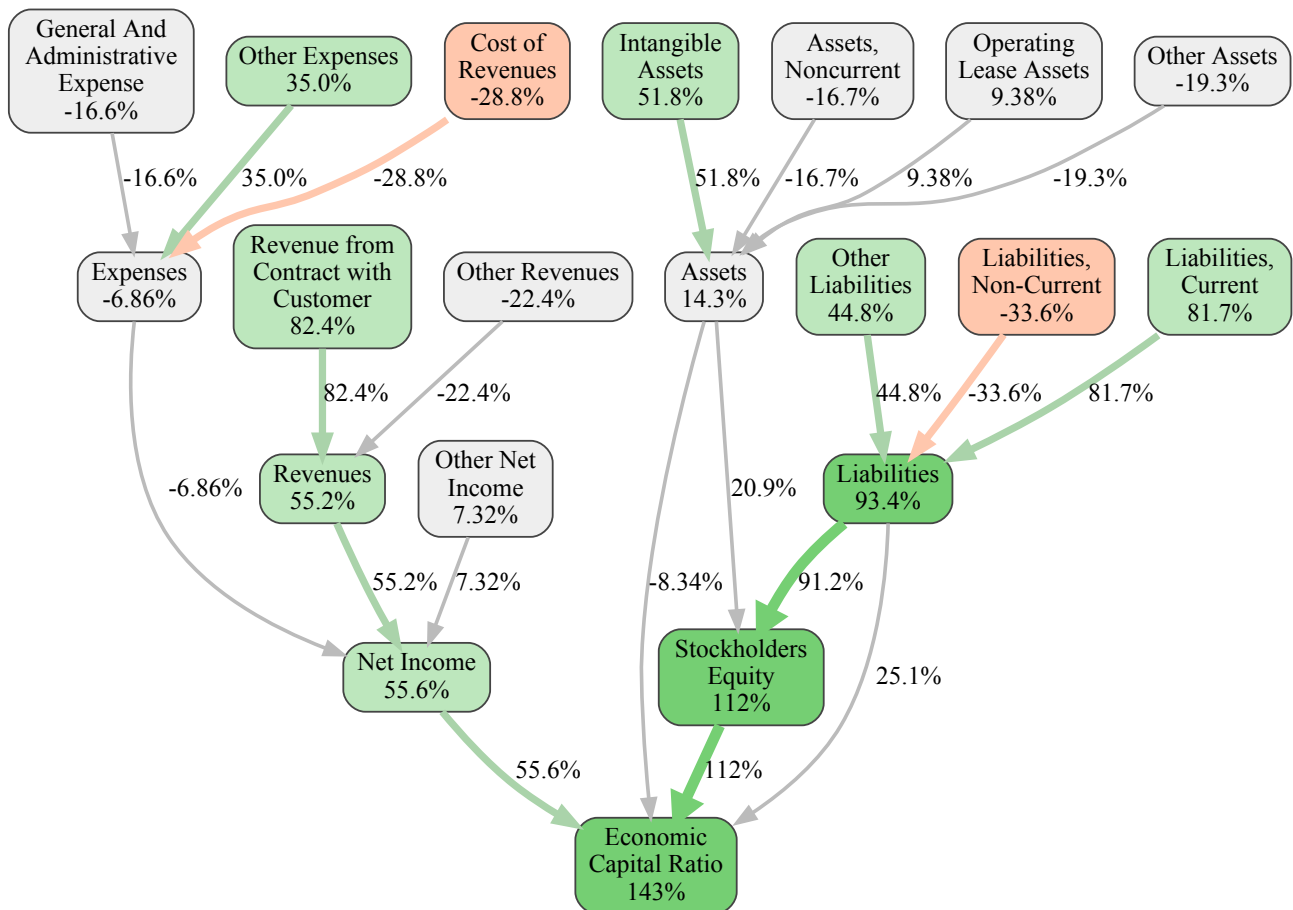 General And
Administrative
Expense
-16.6%
Other Expenses
35.0%
Cost of
Revenues
-28.8%
Intangible
Assets
51.8%
Assets,
Noncurrent
-16.7%
Operating
Lease Assets
9.38%
Other Assets
-19.3%
-16.6%
35.0%
-28.8%
51.8%
-16.7%
9.38%
-19.3%
Expenses
-6.86%
Revenue from
Contract with
Customer
82.4%
Other Revenues
-22.4%
Assets
14.3%
Other
Liabilities
44.8%
Liabilities,
Non-Current
-33.6%
Liabilities,
Current
81.7%
82.4%
-22.4%
44.8%
-33.6%
81.7%
-6.86%
Revenues
55.2%
Other Net
Income
7.32%
20.9%
Liabilities
93.4%
55.2%
7.32%
-8.34%
91.2%
Net Income
55.6%
Stockholders
Equity
112%
25.1%
55.6%
112%
Economic
Capital Ratio
143%